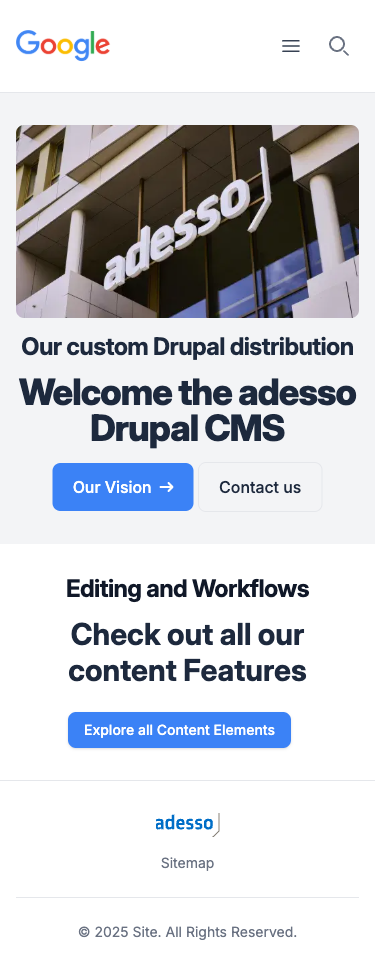 Google
adesso
Our custom Drupal distribution
Welcome the adesso
Drupal CMS
Our Vision →
Contact us
Editing and Workflows
Check out all our
content Features
Explore all Content Elements
adesso
Sitemap
© 2025 Site. All Rights Reserved.